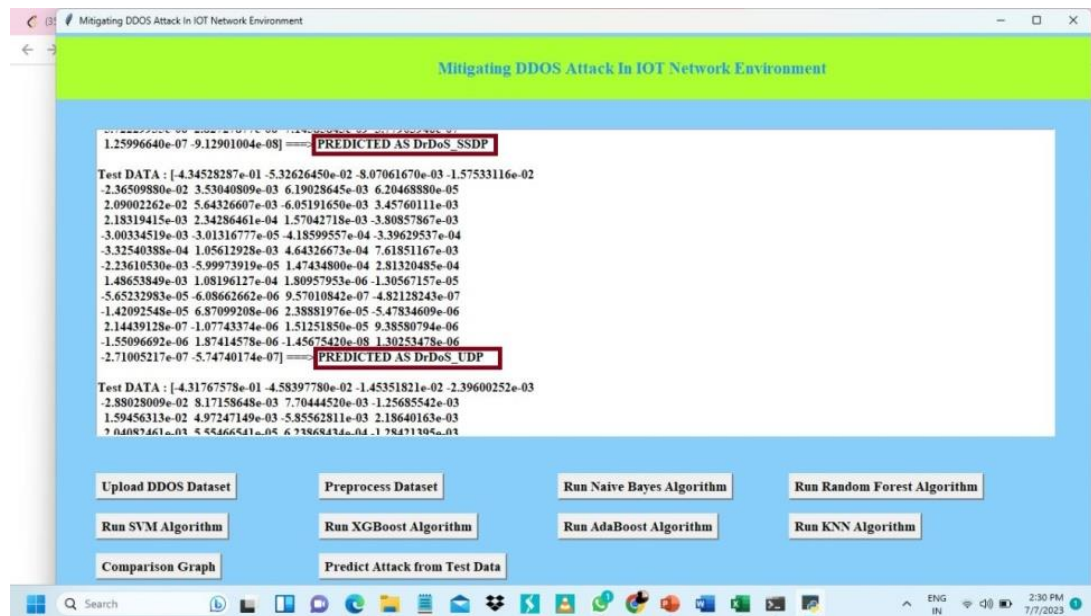 Mitigating DDOS Attack In IOT Network Environment
Mitigating DDOS Attack In IOT Network Environment
1.25996640e-07 -9.12901004e-08] ===> PREDICTED AS DrDoS_SSDP
Test DATA : [-4.34528287e-01 -5.32626450e-02 -8.07061670e-03 -1.57533116e-02
-2.36509880e-02 3.53040809e-03 6.19028645e-03 6.20468880e-05
2.09002262e-02 5.64326607e-03 -6.05191650e-03 3.45760111e-03
2.18319415e-03 2.34286461e-04 1.57042718e-03 -3.80857867e-03
-3.00334519e-03 -3.01316777e-05 -4.18599557e-04 -3.39629537e-04
-3.32540388e-04 1.05612928e-03 4.64326673e-04 7.61851167e-03
-2.23610530e-03 -5.99973919e-05 1.47434800e-04 2.81320485e-04
1.48653849e-03 1.08196127e-04 1.80957953e-06 -1.30567157e-05
-5.65232983e-05 -6.08662662e-06 9.57010842e-07 -4.82128243e-07
-1.42092548e-05 6.87099208e-06 2.38881976e-05 -5.47834609e-06
2.14439128e-07 -1.07743374e-06 1.51251850e-05 9.38580794e-06
-1.55096692e-06 1.87414578e-06 -1.45675420e-08 1.30253478e-06
-2.71005217e-07 -5.74740174e-07] ===> PREDICTED AS DrDoS_UDP
Test DATA : [-4.31767578e-01 -4.58397780e-02 -1.45351821e-02 -2.39600252e-03
-2.88028009e-02 8.17158648e-03 7.70444520e-03 -1.25685542e-03
1.59456313e-02 4.97247149e-03 -5.85562811e-03 2.18640163e-03
2.04082461e-03 5.55466541e-05 6.23868434e-04 -1.28421395e-03
Upload DDOS Dataset Preprocess Dataset Run Naive Bayes Algorithm Run Random Forest Algorithm
Run SVM Algorithm Run XGBoost Algorithm Run AdaBoost Algorithm Run KNN Algorithm
Comparison Graph Predict Attack from Test Data
Search ENG 2:30 PM
IN 7/7/2023